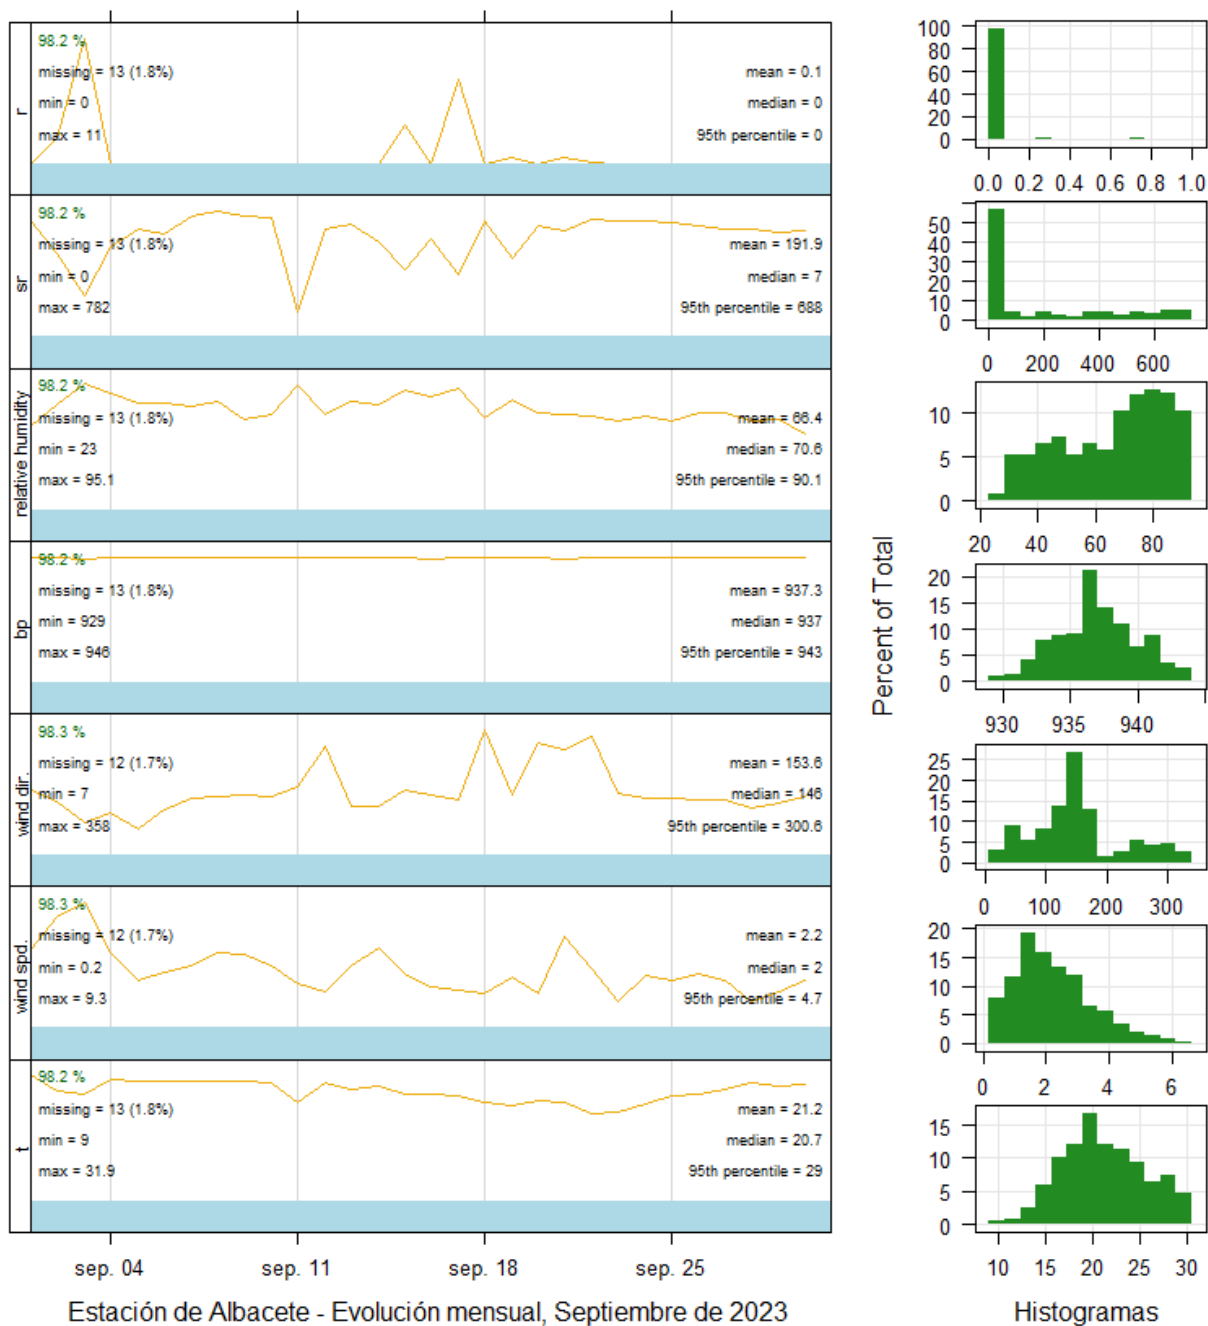 r
98.2 %
missing = 13 (1.8%)
min = 0
max = 11
mean = 0.1
median = 0
95th percentile = 0
sr
98.2 %
missing = 13 (1.8%)
min = 0
max = 782
mean = 191.9
median = 7
95th percentile = 688
relative humidity
98.2 %
missing = 13 (1.8%)
min = 23
max = 95.1
mean = 66.4
median = 70.6
95th percentile = 90.1
bp
98.2 %
missing = 13 (1.8%)
min = 929
max = 946
mean = 937.3
median = 937
95th percentile = 943
wind dir.
98.3 %
missing = 12 (1.7%)
min = 7
max = 358
mean = 153.6
median = 146
95th percentile = 300.6
wind spd.
98.3 %
missing = 12 (1.7%)
min = 0.2
max = 9.3
mean = 2.2
median = 2
95th percentile = 4.7
t
98.2 %
missing = 13 (1.8%)
min = 9
max = 31.9
mean = 21.2
median = 20.7
95th percentile = 29
sep. 04 sep. 11 sep. 18 sep. 25
Estación de Albacete - Evolución mensual, Septiembre de 2023
Percent of Total
100
80
60
40
20
0
0.0 0.2 0.4 0.6 0.8 1.0
50
40
30
20
10
0
0 200 400 600
10
5
0
20 40 60 80
20
15
10
5
0
930 935 940
25
20
15
10
5
0
0 100 200 300
20
15
10
5
0
0 2 4 6
15
10
5
0
10 15 20 25 30
Histogramas